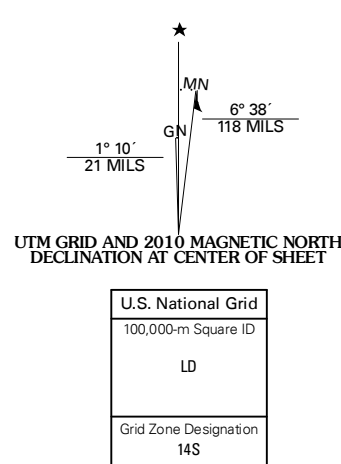 ★
MN
GN
6° 38´
118 MILS
1° 10´
21 MILS
UTM GRID AND 2010 MAGNETIC NORTH
DECLINATION AT CENTER OF SHEET
U.S. National Grid
100,000-m Square ID
LD
Grid Zone Designation
14S